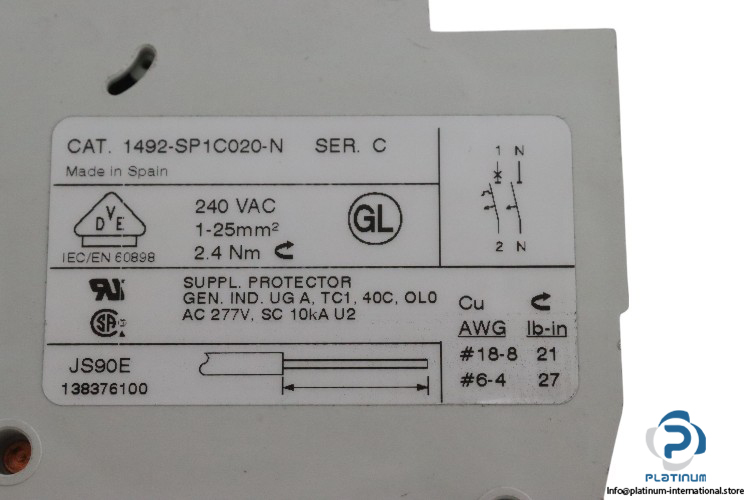 CAT. 1492-SP1C020-N SER. C
Made in Spain
1 N
2 N
D V E
IEC/EN 60898
240 VAC
1-25mm²
2.4 Nm
GL
SUPPL. PROTECTOR
GEN. IND. UG A, TC1, 40C, OL0
AC 277V, SC 10kA U2
Cu
AWG lb-in
#18-8 21
#6-4 27
JS90E
138376100
PLATINUM
Info@platinum-international.store